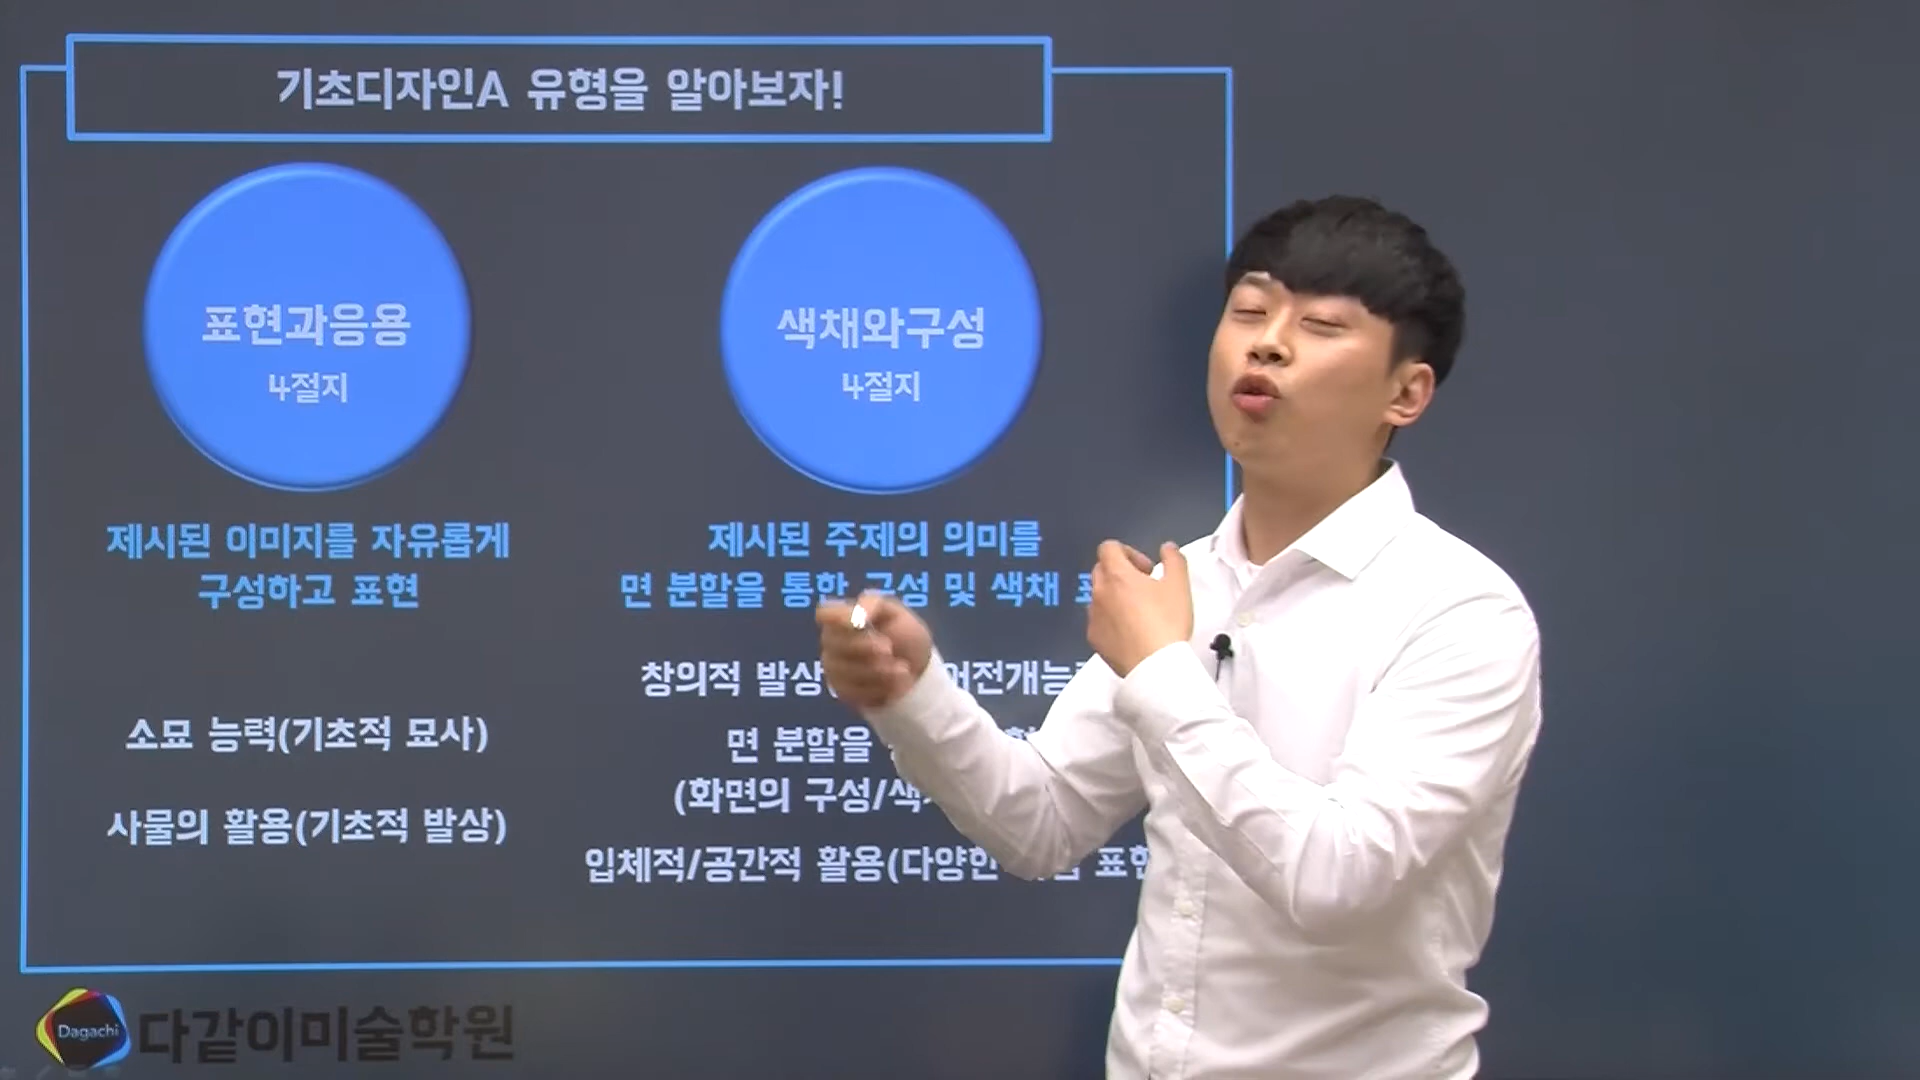 기초디자인A 유형을 알아보자!
표현과응용
4절지
제시된 이미지를 자유롭게
구성하고 표현
소묘 능력(기초적 묘사)
사물의 활용(기초적 발상)
색채와구성
4절지
제시된 주제의 의미를
면 분할을 통한 구성 및 색채
창의적 발상
면 분할을
(화면의 구성/색
입체적/공간적 활용(다양한
Dagachi
다같이미술학원